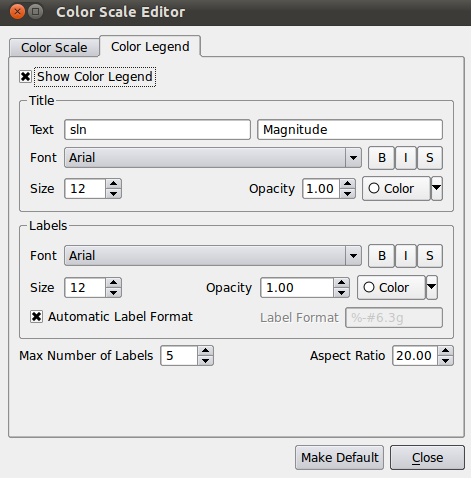 Color Scale Editor
Color Scale Color Legend
Show Color Legend
Title
Text sln Magnitude
Font Arial B I S
Size 12 Opacity 1.00 Color
Labels
Font Arial B I S
Size 12 Opacity 1.00 Color
Automatic Label Format Label Format %-#6.3g
Max Number of Labels 5 Aspect Ratio 20.00
Make Default Close